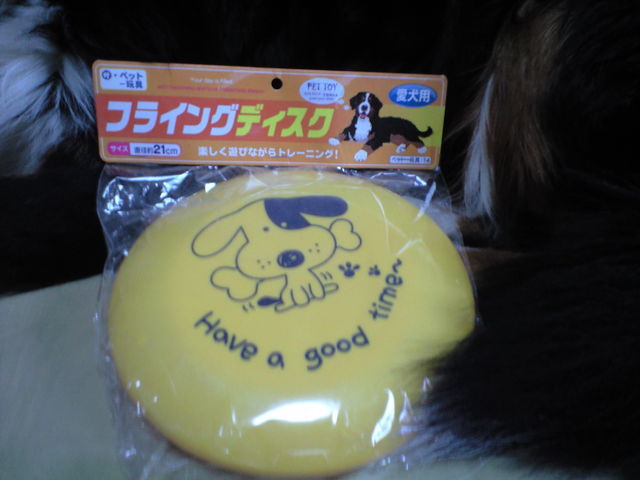 ペット
玩具
PET TOY
愛犬用
フライングディスク
サイズ 直径約21cm
楽しく遊びながらトレーニング!
Have a good time~